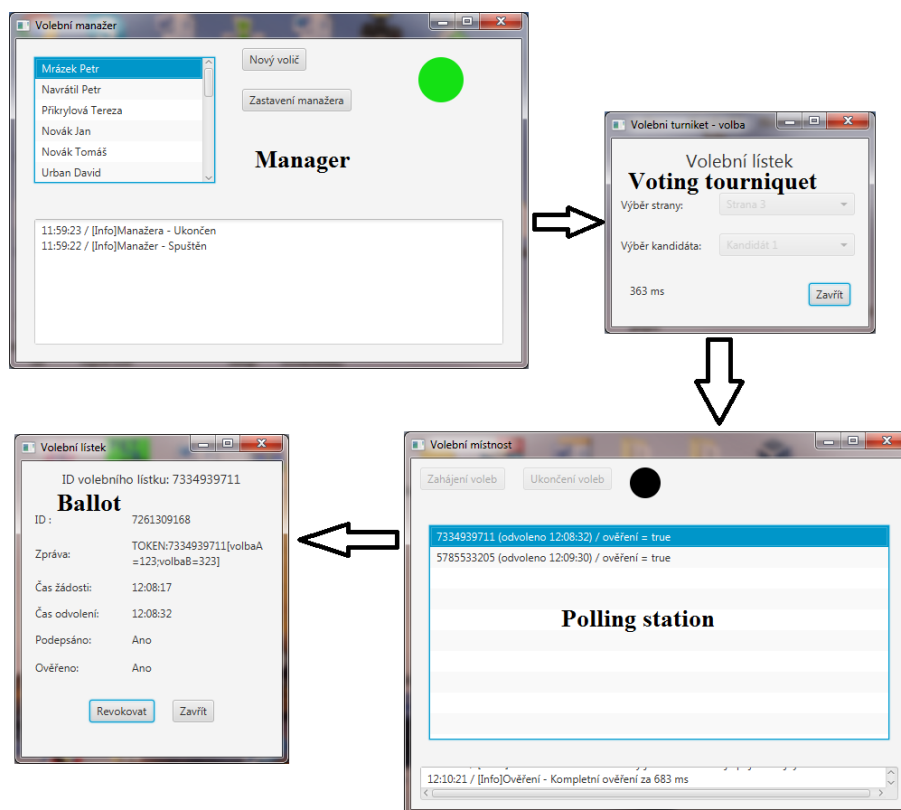 Volební manažer
Mrázek Petr
Navrátil Petr
Přikrylová Tereza
Novák Jan
Novák Tomáš
Urban David
Nový volič
Zastavení manažera
Manager
11:59:23 / [Info]Manažera - Ukončen
11:59:22 / [Info]Manažer - Spuštěn
Volebni turniket - volba
Volební lístek
Voting tourniquet
Výběr strany: Strana 3
Výběr kandidáta: Kandidát 1
363 ms Zavřít
Volební lístek
ID volebního lístku: 7334939711
Ballot
ID : 7261309168
Zpráva: TOKEN:7334939711[volbaA
=123;volbaB=323]
Čas žádosti: 12:08:17
Čas odvolení: 12:08:32
Podepsáno: Ano
Ověřeno: Ano
Revokovat Zavřít
Volební místnost
Zahájení voleb Ukončení voleb
7334939711 (odvoleno 12:08:32) / ověření = true
5785533205 (odvoleno 12:09:30) / ověření = true
Polling station
12:10:21 / [Info]Ověření - Kompletní ověření za 683 ms